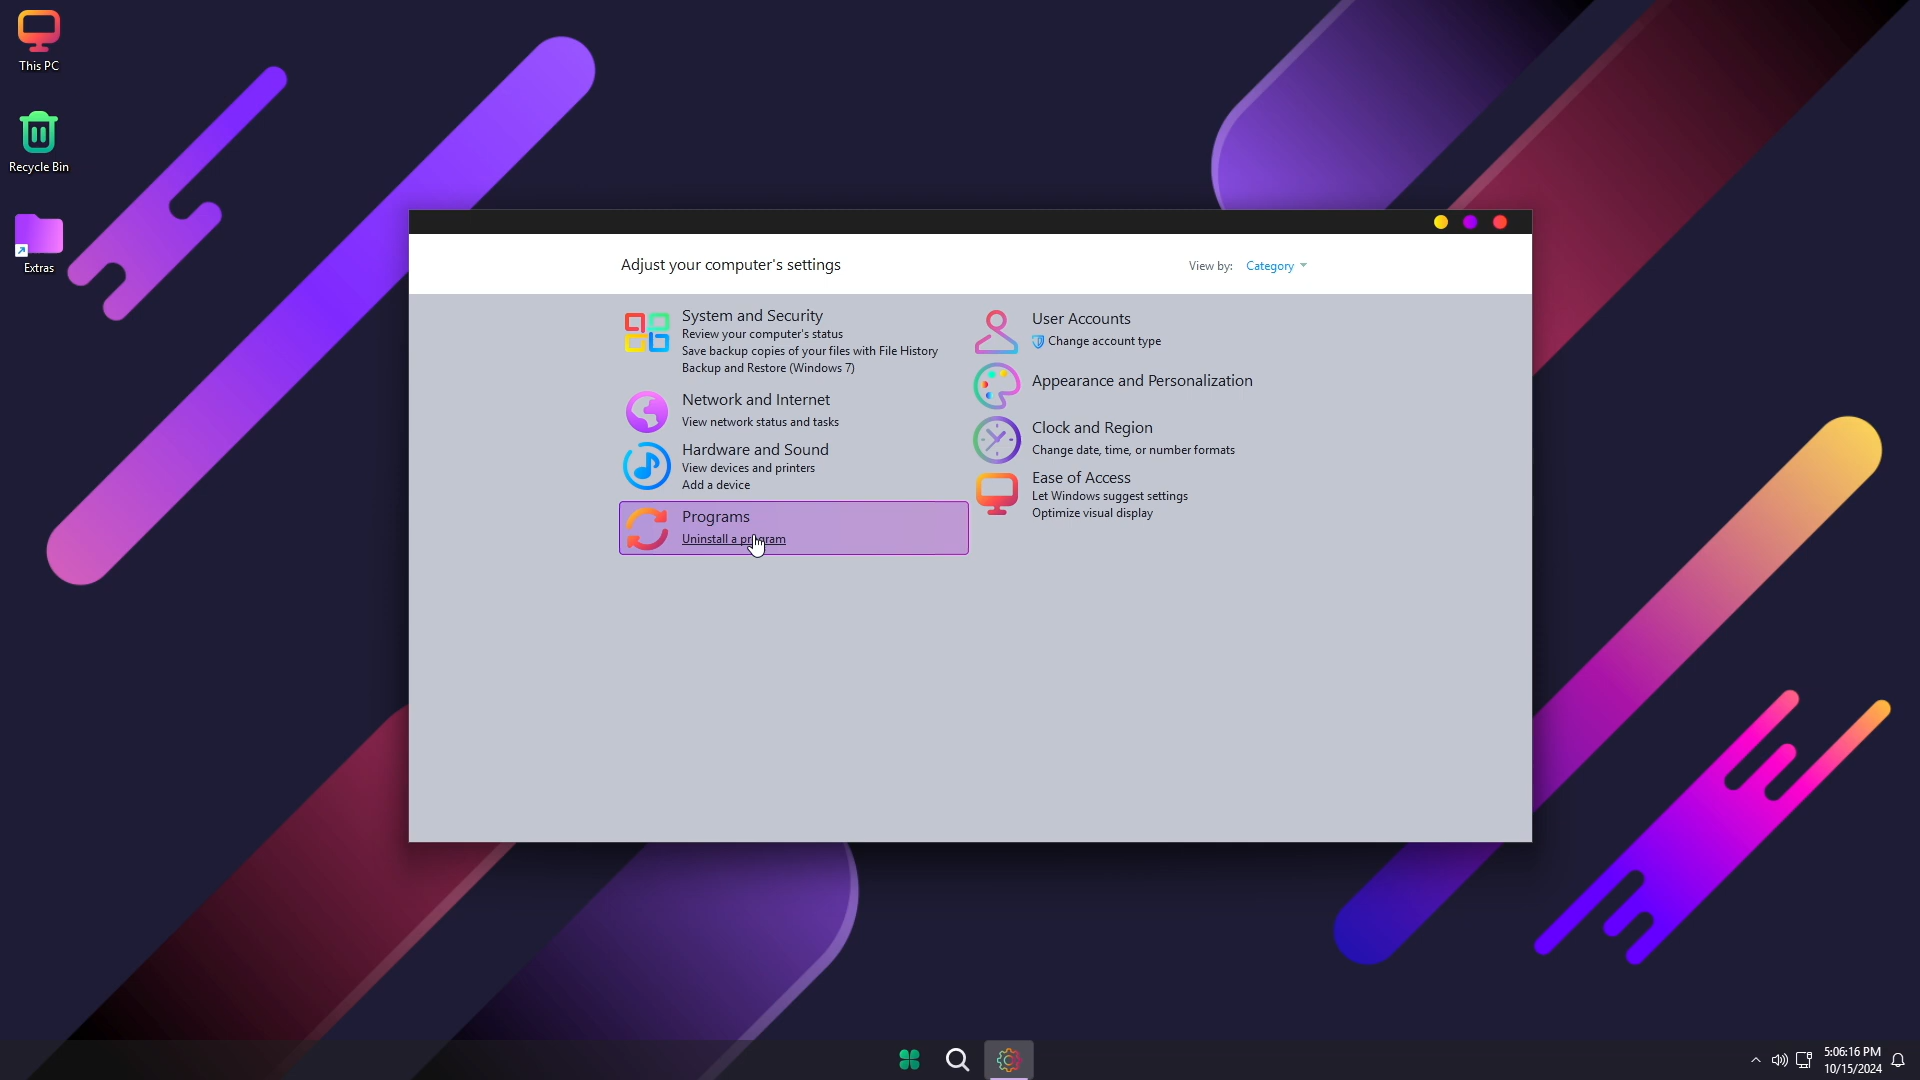 This PC
Recycle Bin
Extras
Adjust your computer's settings
View by: Category
System and Security
Review your computer's status
Save backup copies of your files with File History
Backup and Restore (Windows 7)
Network and Internet
View network status and tasks
Hardware and Sound
View devices and printers
Add a device
Programs
Uninstall a program
User Accounts
Change account type
Appearance and Personalization
Clock and Region
Change date, time, or number formats
Ease of Access
Let Windows suggest settings
Optimize visual display
5:06:16 PM
10/15/2024